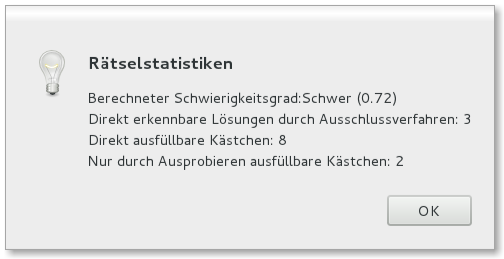 Rätselstatistiken
Berechneter Schwierigkeitsgrad:Schwer (0.72)
Direkt erkennbare Lösungen durch Ausschlussverfahren: 3
Direkt ausfüllbare Kästchen: 8
Nur durch Ausprobieren ausfüllbare Kästchen: 2
OK